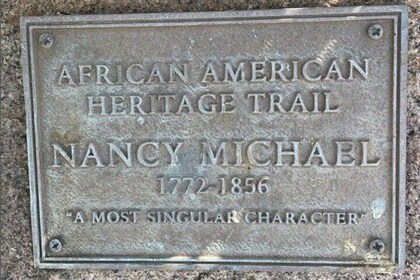 AFRICAN AMERICAN
HERITAGE TRAIL
NANCY MICHAEL
1772-1856
"A MOST SINGULAR CHARACTER"